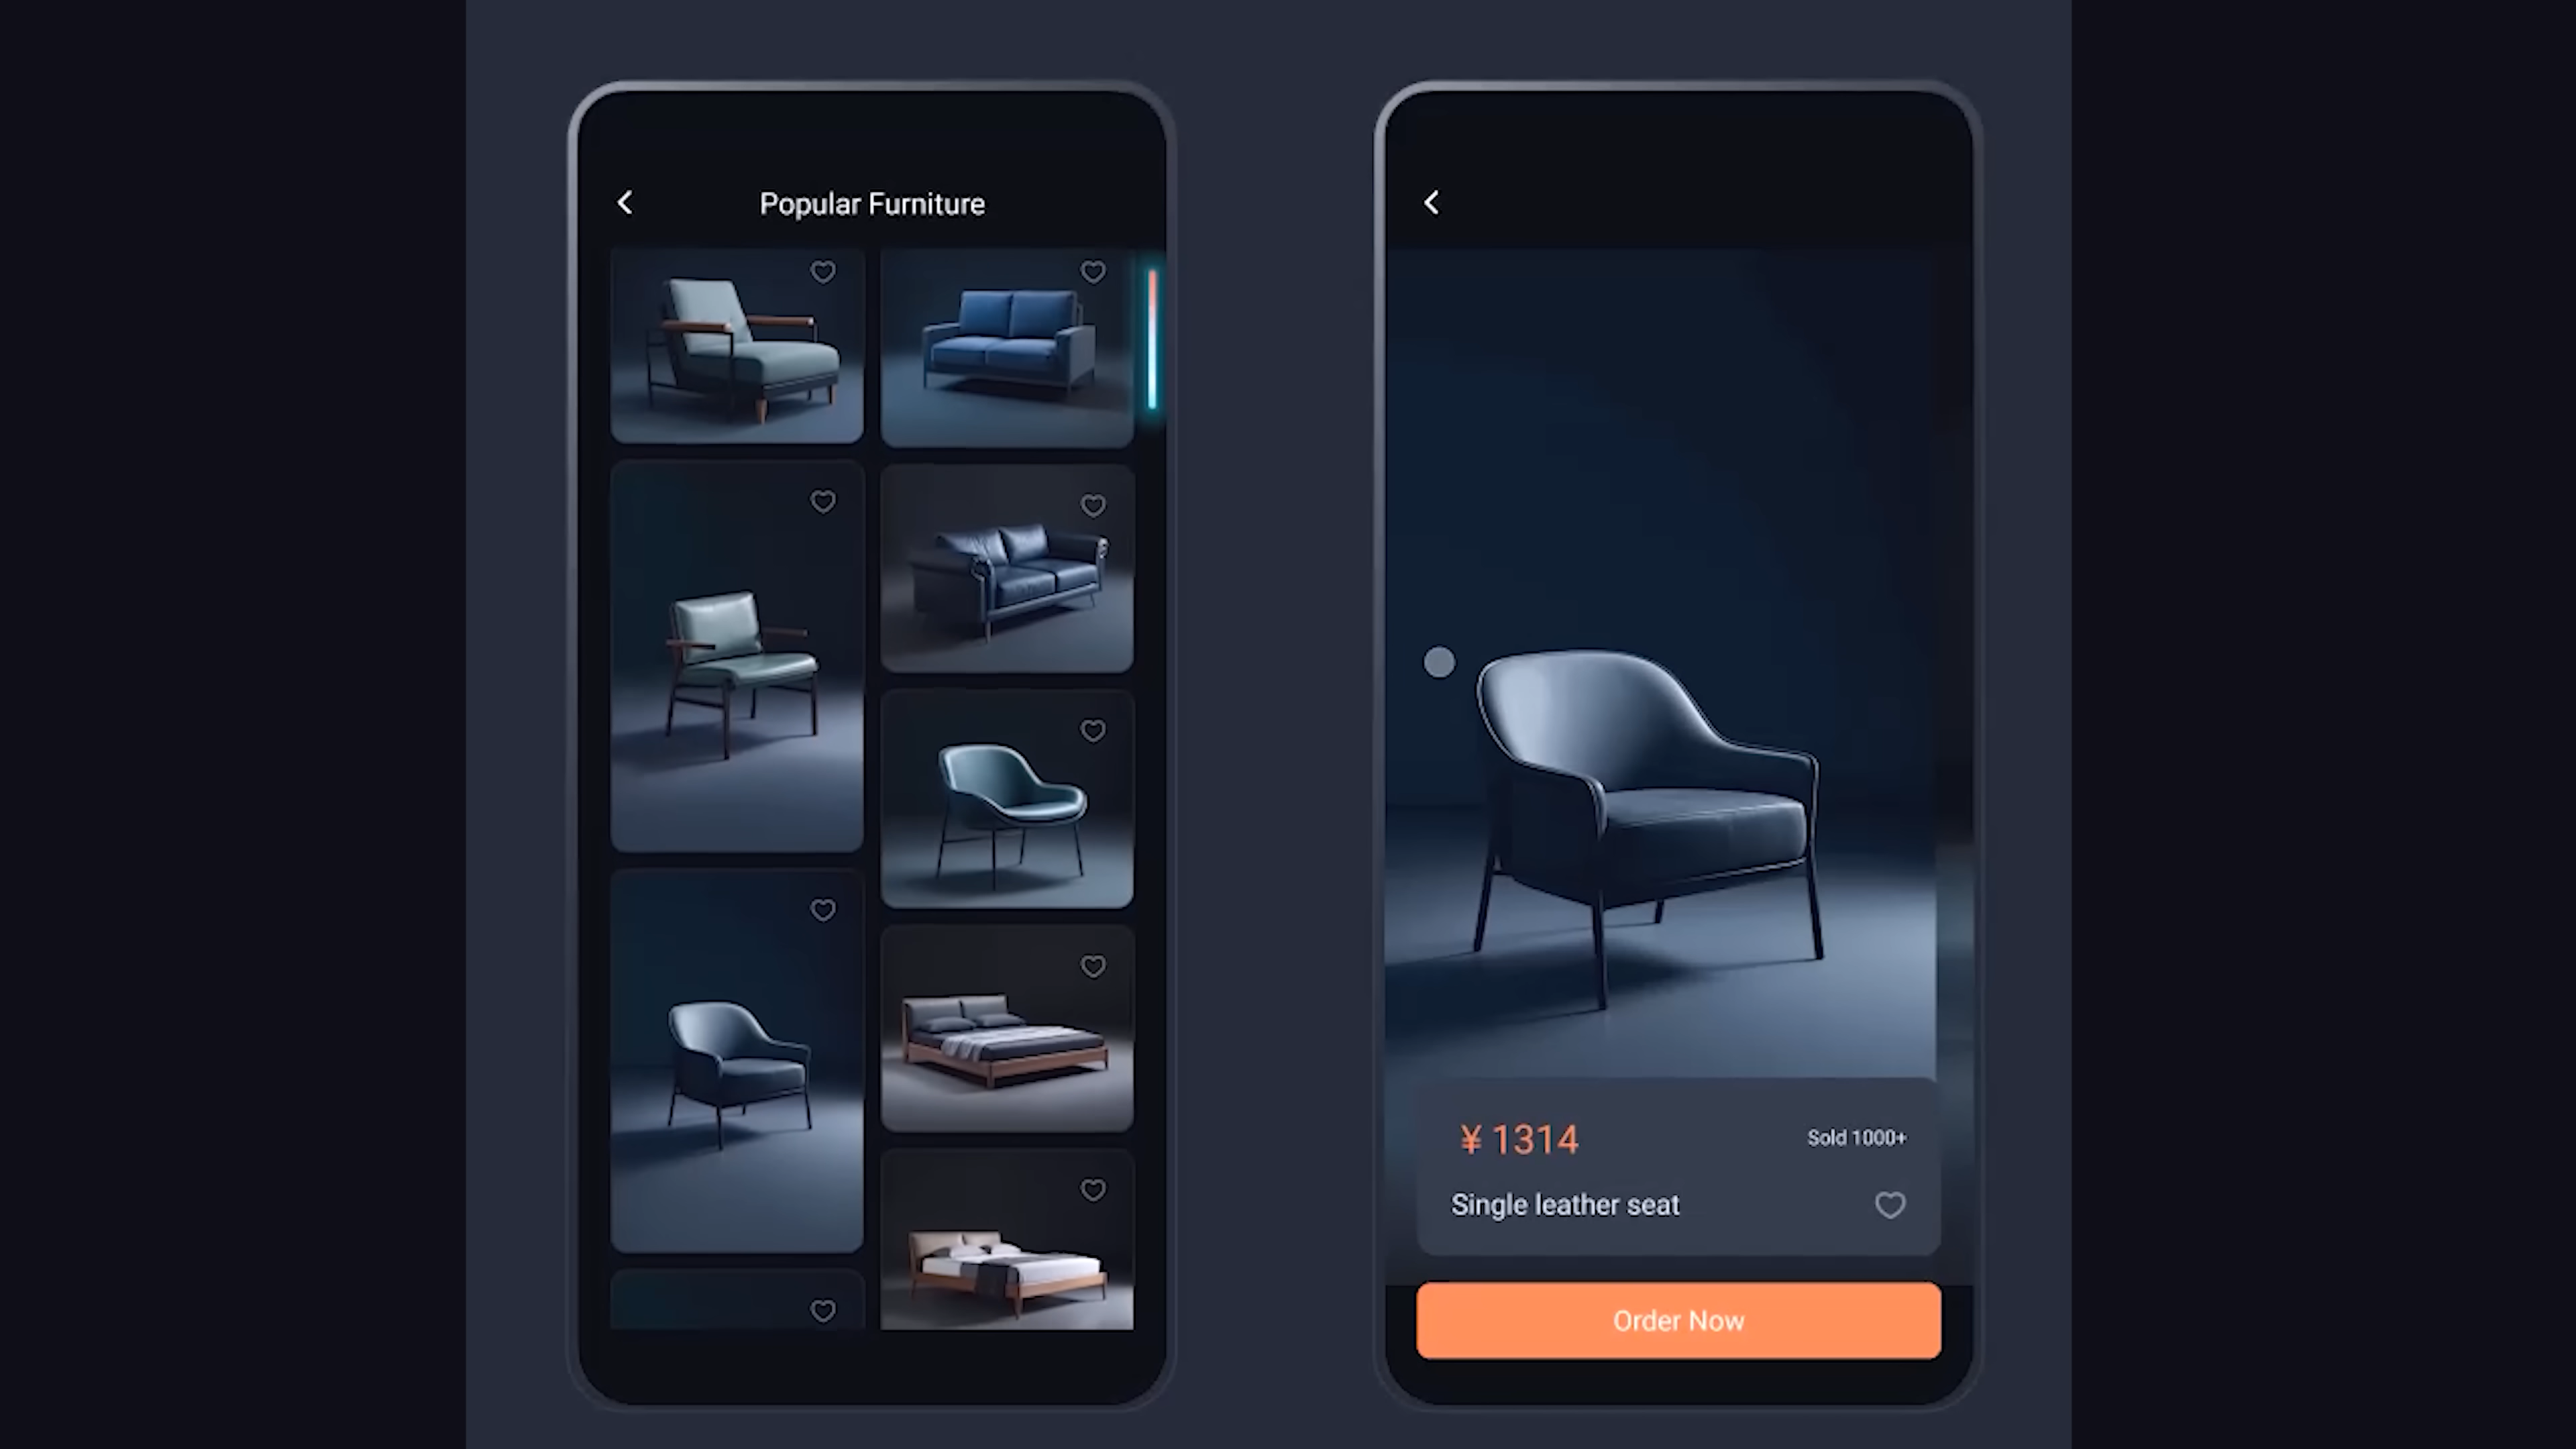 Popular Furniture
¥ 1314
Sold 1000+
Single leather seat
Order Now